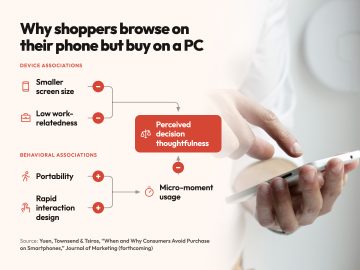 Why shoppers browse on
their phone but buy on a PC
DEVICE ASSOCIATIONS
Smaller
screen size
Low work-
relatedness
Perceived
decision
thoughtfulness
BEHAVIORAL ASSOCIATIONS
Portability
Rapid
interaction
design
Micro-moment
usage
Source: Yuen, Townsend & Tsiros, "When and Why Consumers Avoid Purchase
on Smartphones," Journal of Marketing (forthcoming)